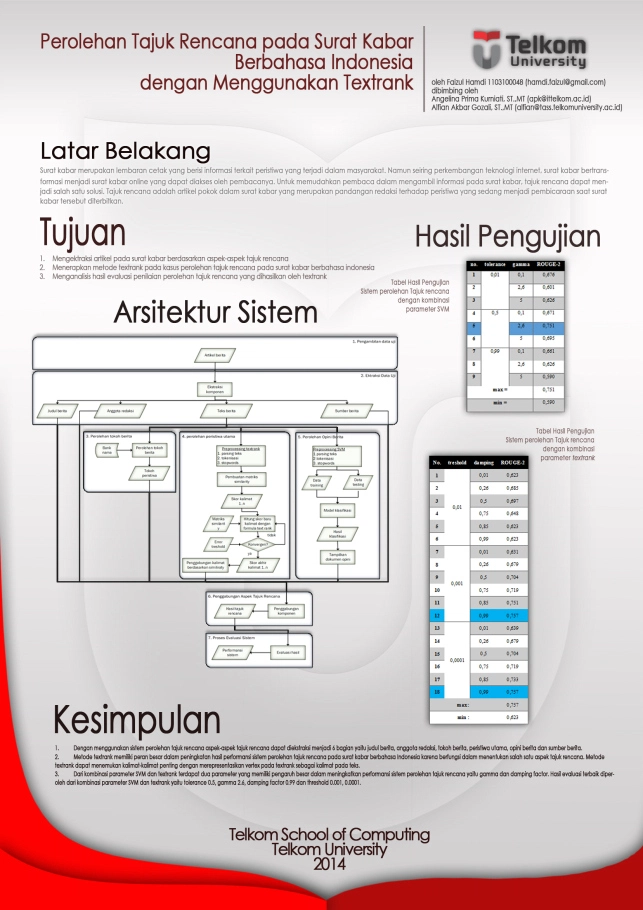 Perolehan Tajuk Rencana pada Surat Kabar
Berbahasa Indonesia
dengan Menggunakan Textrank
Telkom
University
oleh Faizul Hamdi 1103100048 (hamdi.faizul@gmail.com)
dibimbing oleh
Angelina Prima Kurniati, ST.,MT (apk@ittelkom.ac.id)
Alfian Akbar Gozali, ST.,MT (alfian@tass.telkomuniversity.ac.id)
Latar Belakang
Surat kabar merupakan lembaran cetak yang berisi informasi terkait peristiwa yang terjadi dalam masyarakat. Namun seiring perkembangan teknologi internet, surat kabar bertrans-
formasi menjadi surat kabar online yang dapat diakses oleh pembacanya. Untuk memudahkan pembaca dalam mengambil informasi pada surat kabar, tajuk rencana dapat men-
jadi salah satu solusi. Tajuk rencana adalah artikel pokok dalam surat kabar yang merupakan pandangan redaksi terhadap peristiwa yang sedang menjadi pembicaraan saat surat
kabar tersebut diterbitkan.
Tujuan
1. Mengektraksi artikel pada surat kabar berdasarkan aspek-aspek tajuk rencana
2. Menerapkan metode textrank pada kasus perolehan tajuk rencana pada surat kabar berbahasa indonesia
3. Menganalisis hasil evaluasi penilaian perolehan tajuk rencana yang dihasilkan oleh textrank
Hasil Pengujian
Tabel Hasil Pengujian
Sistem perolehan Tajuk rencana
dengan kombinasi
parameter SVM
no. tolerance gamma ROUGE-2
1 0,01 0,1 0,676
2 2,6 0,681
3 5 0,626
4 0,5 0,1 0,671
5 2,6 0,751
6 5 0,695
7 0,99 0,1 0,661
8 2,6 0,626
9 5 0,590
max = 0,751
min = 0,590
Arsitektur Sistem
1. Pengambilan data uji
Artikel berita
2. Ektraksi Data Uji
Ekstraksi
komponen
Judul berita
Anggota redaksi
Teks berita
Sumber berita
3. Perolehan tokoh berita
Bank
nama
Perolehan tokoh
berita
Tokoh
peristiwa
4. perolehan peristiwa utama
Preprocessing textrank
1. parsing teks
2. tokenisasi
3. stopwords
Pembuatan matriks
similarity
Skor kalimat
1..n
Hitung skor teks
kalimat dengan
formula text rank
Error
treshold
Konvergen?
tidak
ya
Penggabungan kalimat
berdasarkan similarity
Skor akhir
kalimat 1..n
5. Perolehan Opini Berita
Preprocessing SVM
1. parsing teks
2. tokenisasi
3. stopwords
Data
training
Data
testing
Model klasifikasi
Hasil
klasifikasi
Tampilkan
dokumen opini
6. Penggabungan Aspek Tajuk Rencana
Hasil tajuk
rencana
Penggabungan
komponen
7. Proses Evaluasi Sistem
Performansi
sistem
Evaluasi Hasil
Tabel Hasil Pengujian
Sistem perolehan Tajuk rencana
dengan kombinasi
parameter textrank
No. treshold damping ROUGE-2
1 0,01 0,623
2 0,26 0,685
3 0,5 0,697
0,01
4 0,75 0,648
5 0,85 0,623
6 0,99 0,623
7 0,01 0,651
8 0,26 0,679
9 0,5 0,704
0,001
10 0,75 0,719
11 0,85 0,751
12 0,99 0,757
13 0,01 0,639
14 0,26 0,679
15 0,5 0,704
0,0001
16 0,75 0,719
17 0,85 0,733
18 0,99 0,757
max: 0,757
min : 0,623
Kesimpulan
1. Dengan menggunakan sistem perolehan tajuk rencana aspek-aspek tajuk rencana dapat diekstraksi menjadi 6 bagian yaitu judul berita, anggota redaksi, tokoh berita, peristiwa utama, opini berita dan sumber berita.
2. Metode textrank memiliki peran besar dalam peningkatan hasil performansi sistem perolehan tajuk rencana pada surat kabar berbahasa Indonesia karena berfungsi dalam menentukan salah satu aspek tajuk rencana. Metode
textrank dapat menemukan kalimat-kalimat penting dengan merepresentasikan vertex pada textrank sebagai kalimat pada teks.
3. Dari kombinasi parameter SVM dan textrank terdapat dua parameter yang memiliki pengaruh besar dalam meningkatkan performansi sistem perolehan tajuk rencana yaitu gamma dan damping factor. Hasil evaluasi terbaik diper-
oleh dari kombinasi parameter SVM dan textrank yaitu tolerance 0.5, gamma 2.6, damping factor 0.99 dan threshold 0.001, 0.0001.
Telkom School of Computing
Telkom University
2014